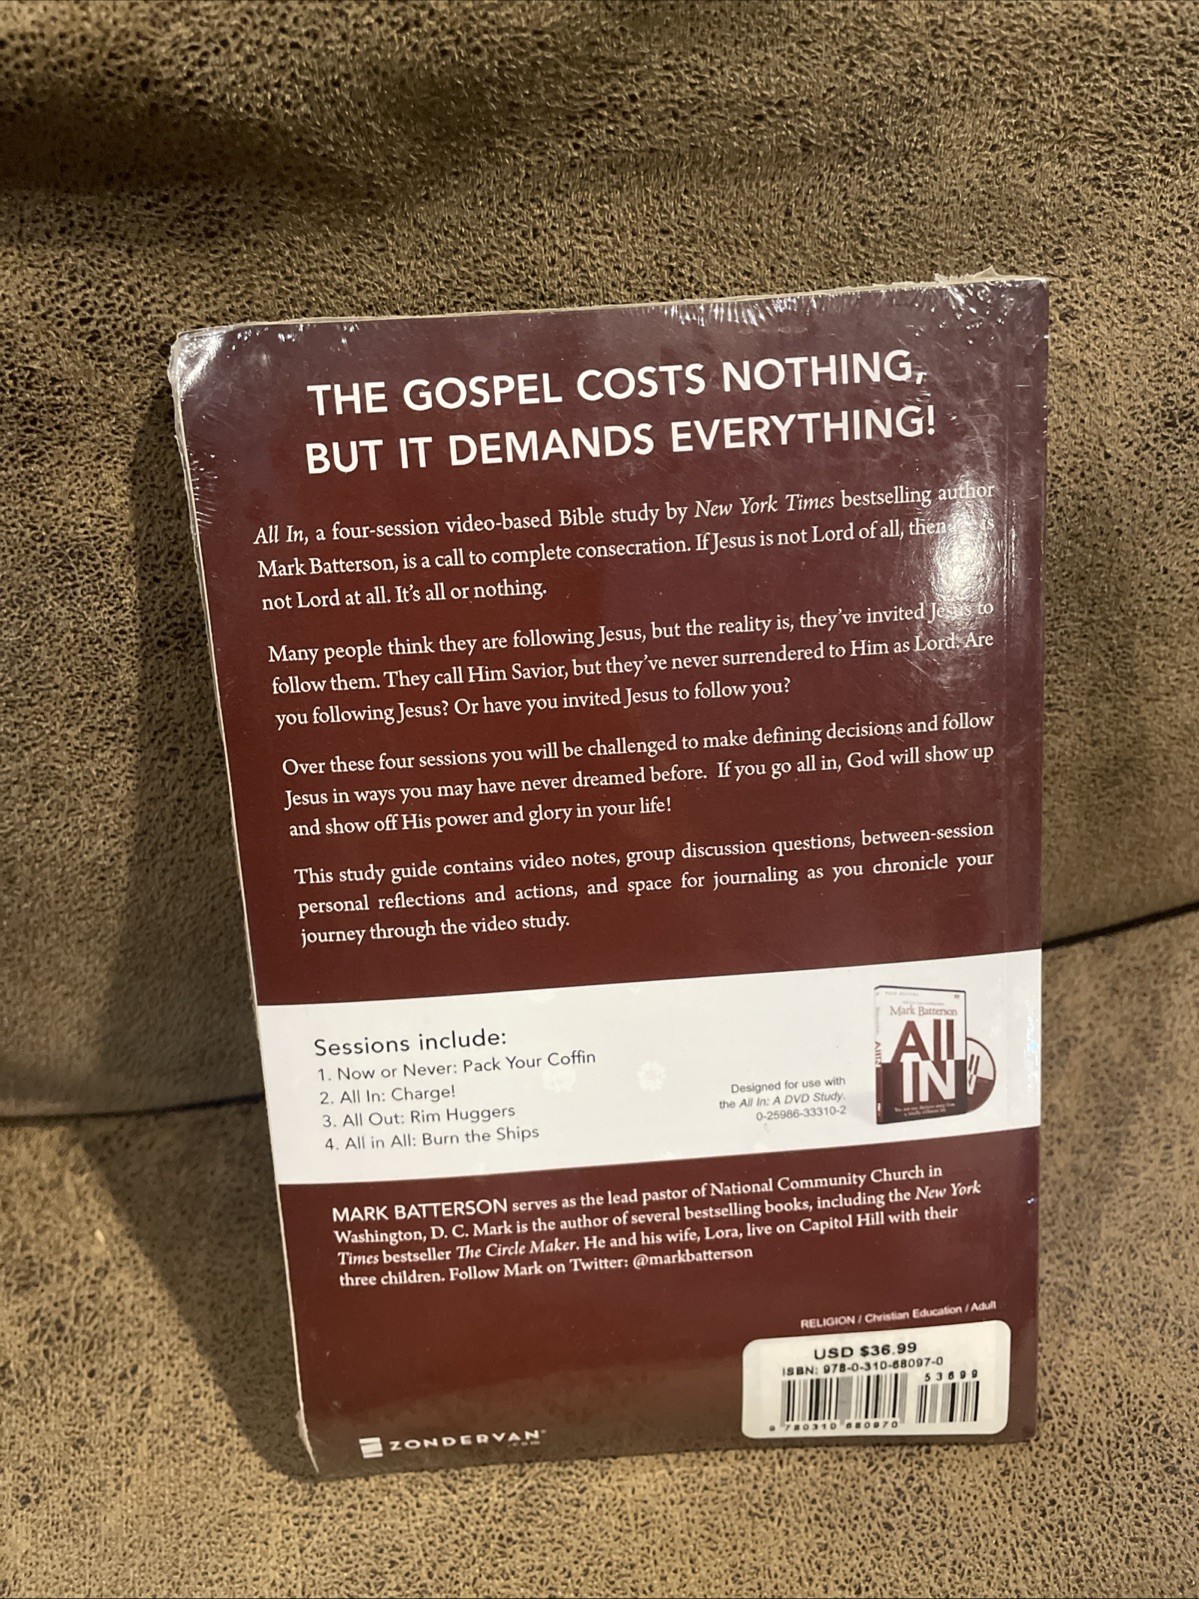 THE GOSPEL COSTS NOTHING,
BUT IT DEMANDS EVERYTHING!
All In, a four-session video-based Bible study by New York Times bestselling author
Mark Batterson, is a call to complete consecration. If Jesus is not Lord of all, then is
not Lord at all. It's all or nothing.
Many people think they are following Jesus, but the reality is, they've invited Jesus to
follow them. They call Him Savior, but they've never surrendered to Him as Lord. Are
you following Jesus? Or have you invited Jesus to follow you?
Over these four sessions you will be challenged to make defining decisions and follow
Jesus in ways you may have never dreamed before. If you go all in, God will show up
and show off His power and glory in your life!
This study guide contains video notes, group discussion questions, between-session
personal reflections and actions, and space for journaling as you chronicle your
journey through the video study.
Sessions include:
1. Now or Never: Pack Your Coffin
2. All In: Charge!
3. All Out: Rim Huggers
4. All in All: Burn the Ships
Designed for use with
the All In: A DVD Study.
0-25986-33310-2
Mark Batterson
All
IN
MARK BATTERSON serves as the lead pastor of National Community Church in
Washington, D. C. Mark is the author of several bestselling books, including the New York
Times bestseller The Circle Maker. He and his wife, Lora, live on Capitol Hill with their
three children. Follow Mark on Twitter: @markbatterson
RELIGION / Christian Education / Adult
USD $36.99
ISBN: 978-0-310-68097-0
53699
9 780310 680970
ZONDERVAN
.com